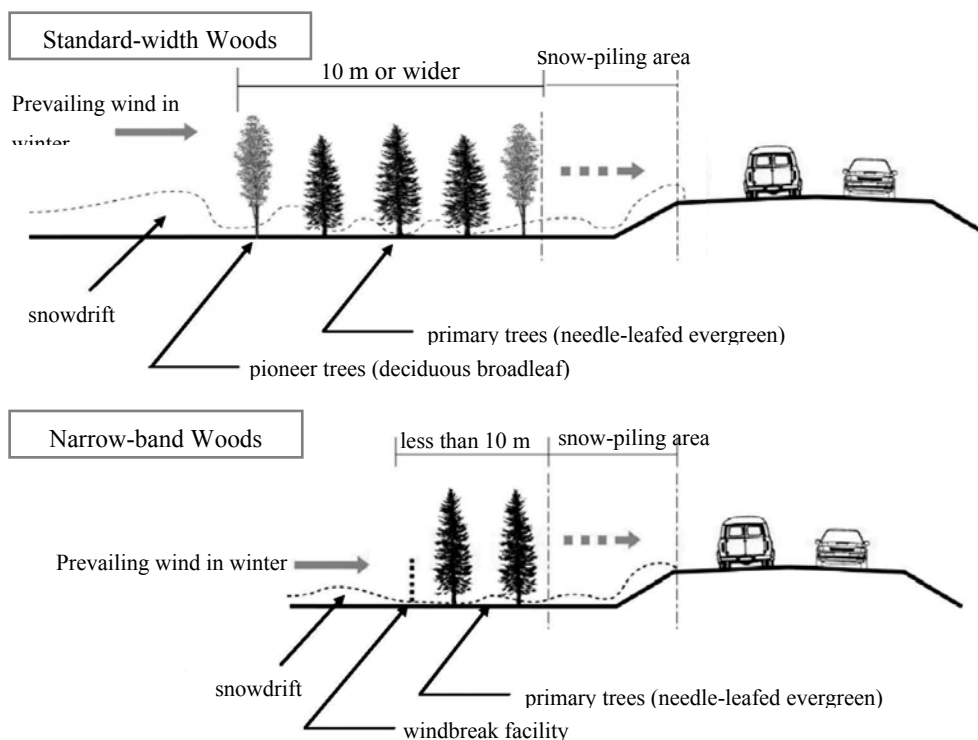 Standard-width Woods
10 m or wider
Snow-piling area
Prevailing wind in
winter
snowdrift
primary trees (needle-leafed evergreen)
pioneer trees (deciduous broadleaf)
Narrow-band Woods
less than 10 m
snow-piling area
Prevailing wind in winter
snowdrift
primary trees (needle-leafed evergreen)
windbreak facility